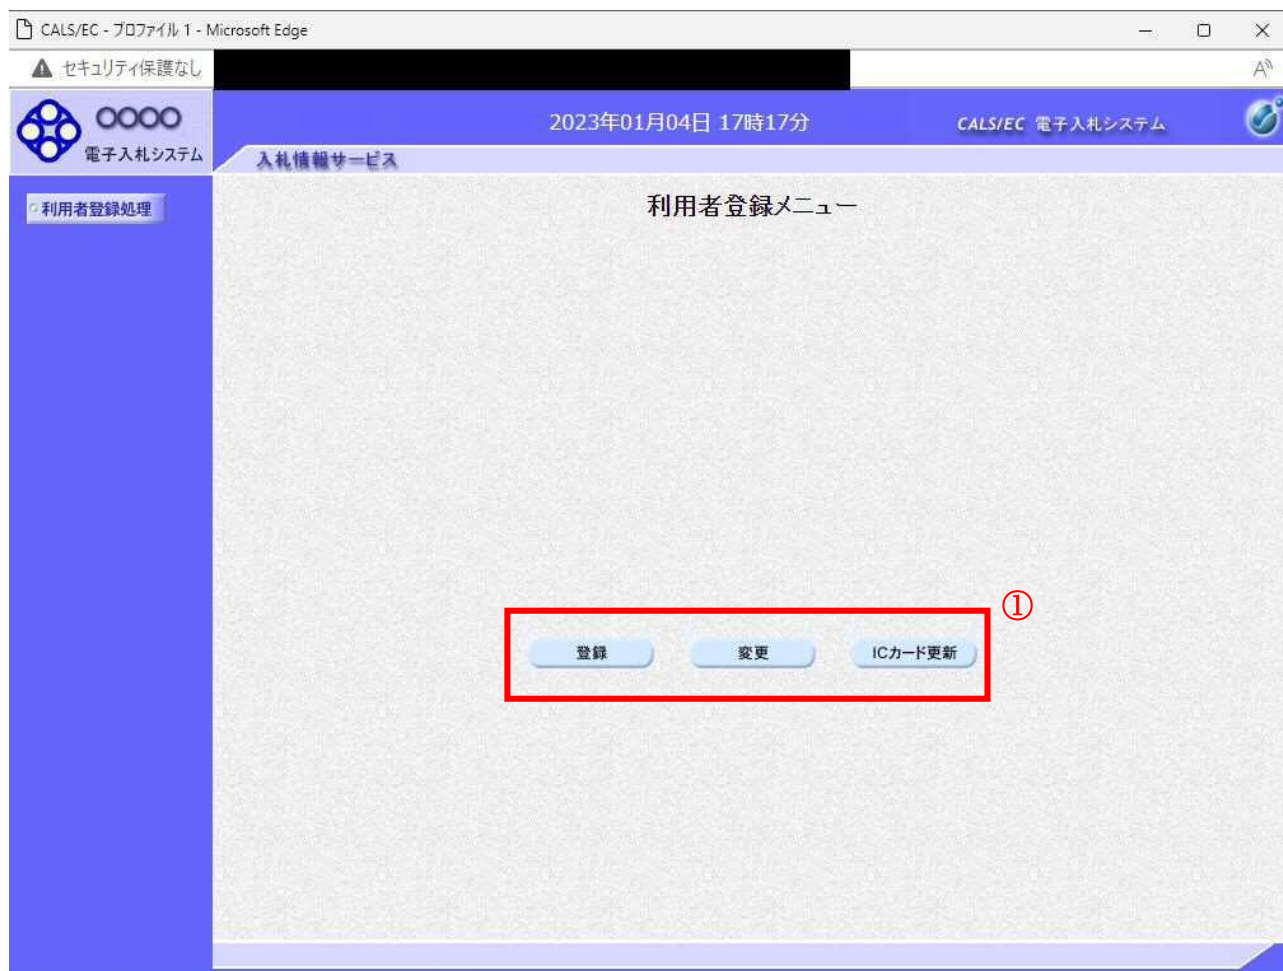 CALS/EC - プロファイル 1 - Microsoft Edge
セキュリティ保護なし
OOOO
電子入札システム
2023年01月04日 17時17分
CALS/EC 電子入札システム
入札情報サービス
利用者登録処理
利用者登録メニュー
①
登録 変更 ICカード更新